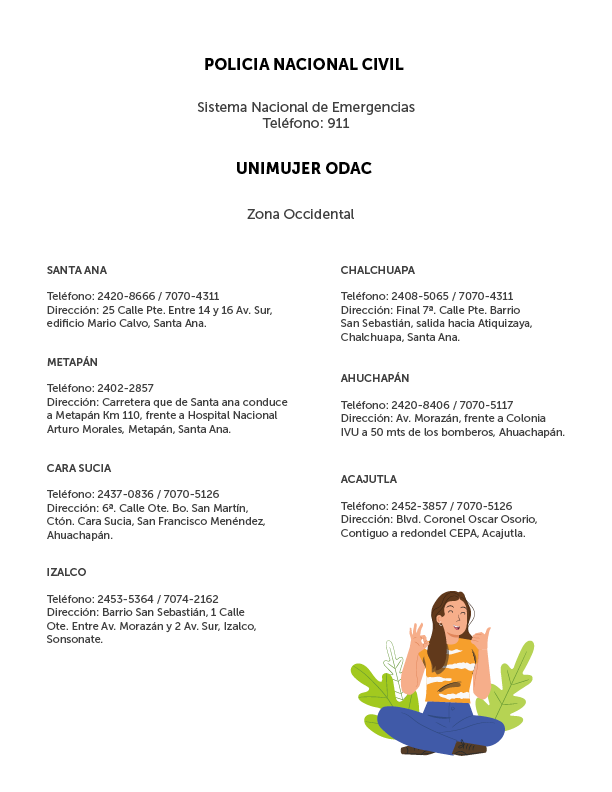 POLICIA NACIONAL CIVIL
Sistema Nacional de Emergencias
Teléfono: 911
UNIMUJER ODAC
Zona Occidental
SANTA ANA
Teléfono: 2420-8666 / 7070-4311
Dirección: 25 Calle Pte. Entre 14 y 16 Av. Sur,
edificio Mario Calvo, Santa Ana.
METAPÁN
Teléfono: 2402-2857
Dirección: Carretera que de Santa ana conduce
a Metapán Km 110, frente a Hospital Nacional
Arturo Morales, Metapán, Santa Ana.
CARA SUCIA
Teléfono: 2437-0836 / 7070-5126
Dirección: 6ª. Calle Ote. Bo. San Martín,
Ctón. Cara Sucia, San Francisco Menéndez,
Ahuachapán.
IZALCO
Teléfono: 2453-5364 / 7074-2162
Dirección: Barrio San Sebastián, 1 Calle
Ote. Entre Av. Morazán y 2 Av. Sur, Izalco,
Sonsonate.
CHALCHUAPA
Teléfono: 2408-5065 / 7070-4311
Dirección: Final 7ª. Calle Pte. Barrio
San Sebastián, salida hacia Atiquizaya,
Chalchuapa, Santa Ana.
AHUCHAPÁN
Teléfono: 2420-8406 / 7070-5117
Dirección: Av. Morazán, frente a Colonia
IVU a 50 mts de los bomberos, Ahuachapán.
ACAJUTLA
Teléfono: 2452-3857 / 7070-5126
Dirección: Blvd. Coronel Oscar Osorio,
Contiguo a redondel CEPA, Acajutla.